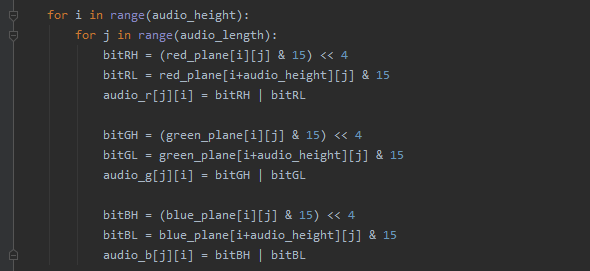 for i in range(audio_height):
    for j in range(audio_length):
        bitRH = (red_plane[i][j] & 15) << 4
        bitRL = red_plane[i+audio_height][j] & 15
        audio_r[j][i] = bitRH | bitRL

        bitGH = (green_plane[i][j] & 15) << 4
        bitGL = green_plane[i+audio_height][j] & 15
        audio_g[j][i] = bitGH | bitGL

        bitBH = (blue_plane[i][j] & 15) << 4
        bitBL = blue_plane[i+audio_height][j] & 15
        audio_b[j][i] = bitBH | bitBL